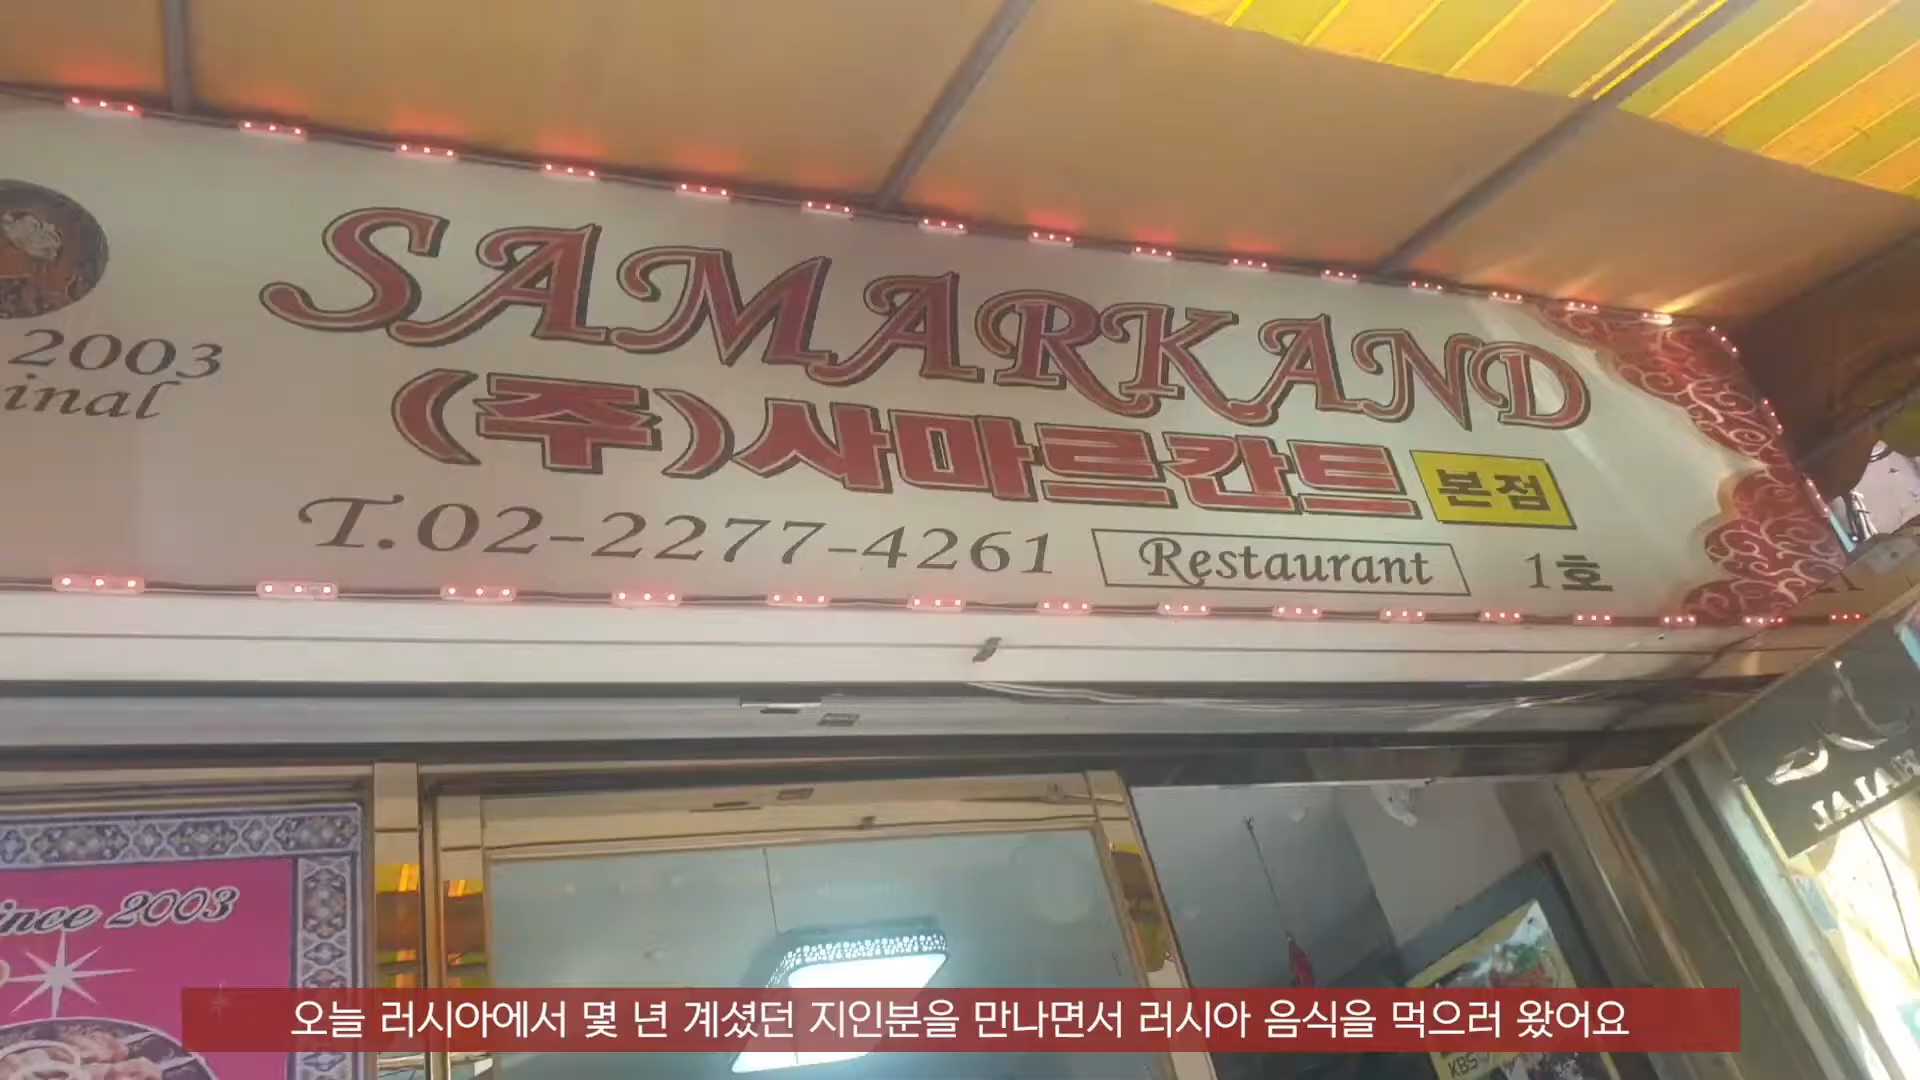 2003
SAMARKAND
(주)사마르칸트 본점
T.02-2277-4261 Restaurant 1호
HALAL
2003
KBS
오늘 러시아에서 몇 년 계셨던 지인분을 만나면서 러시아 음식을 먹으러 왔어요